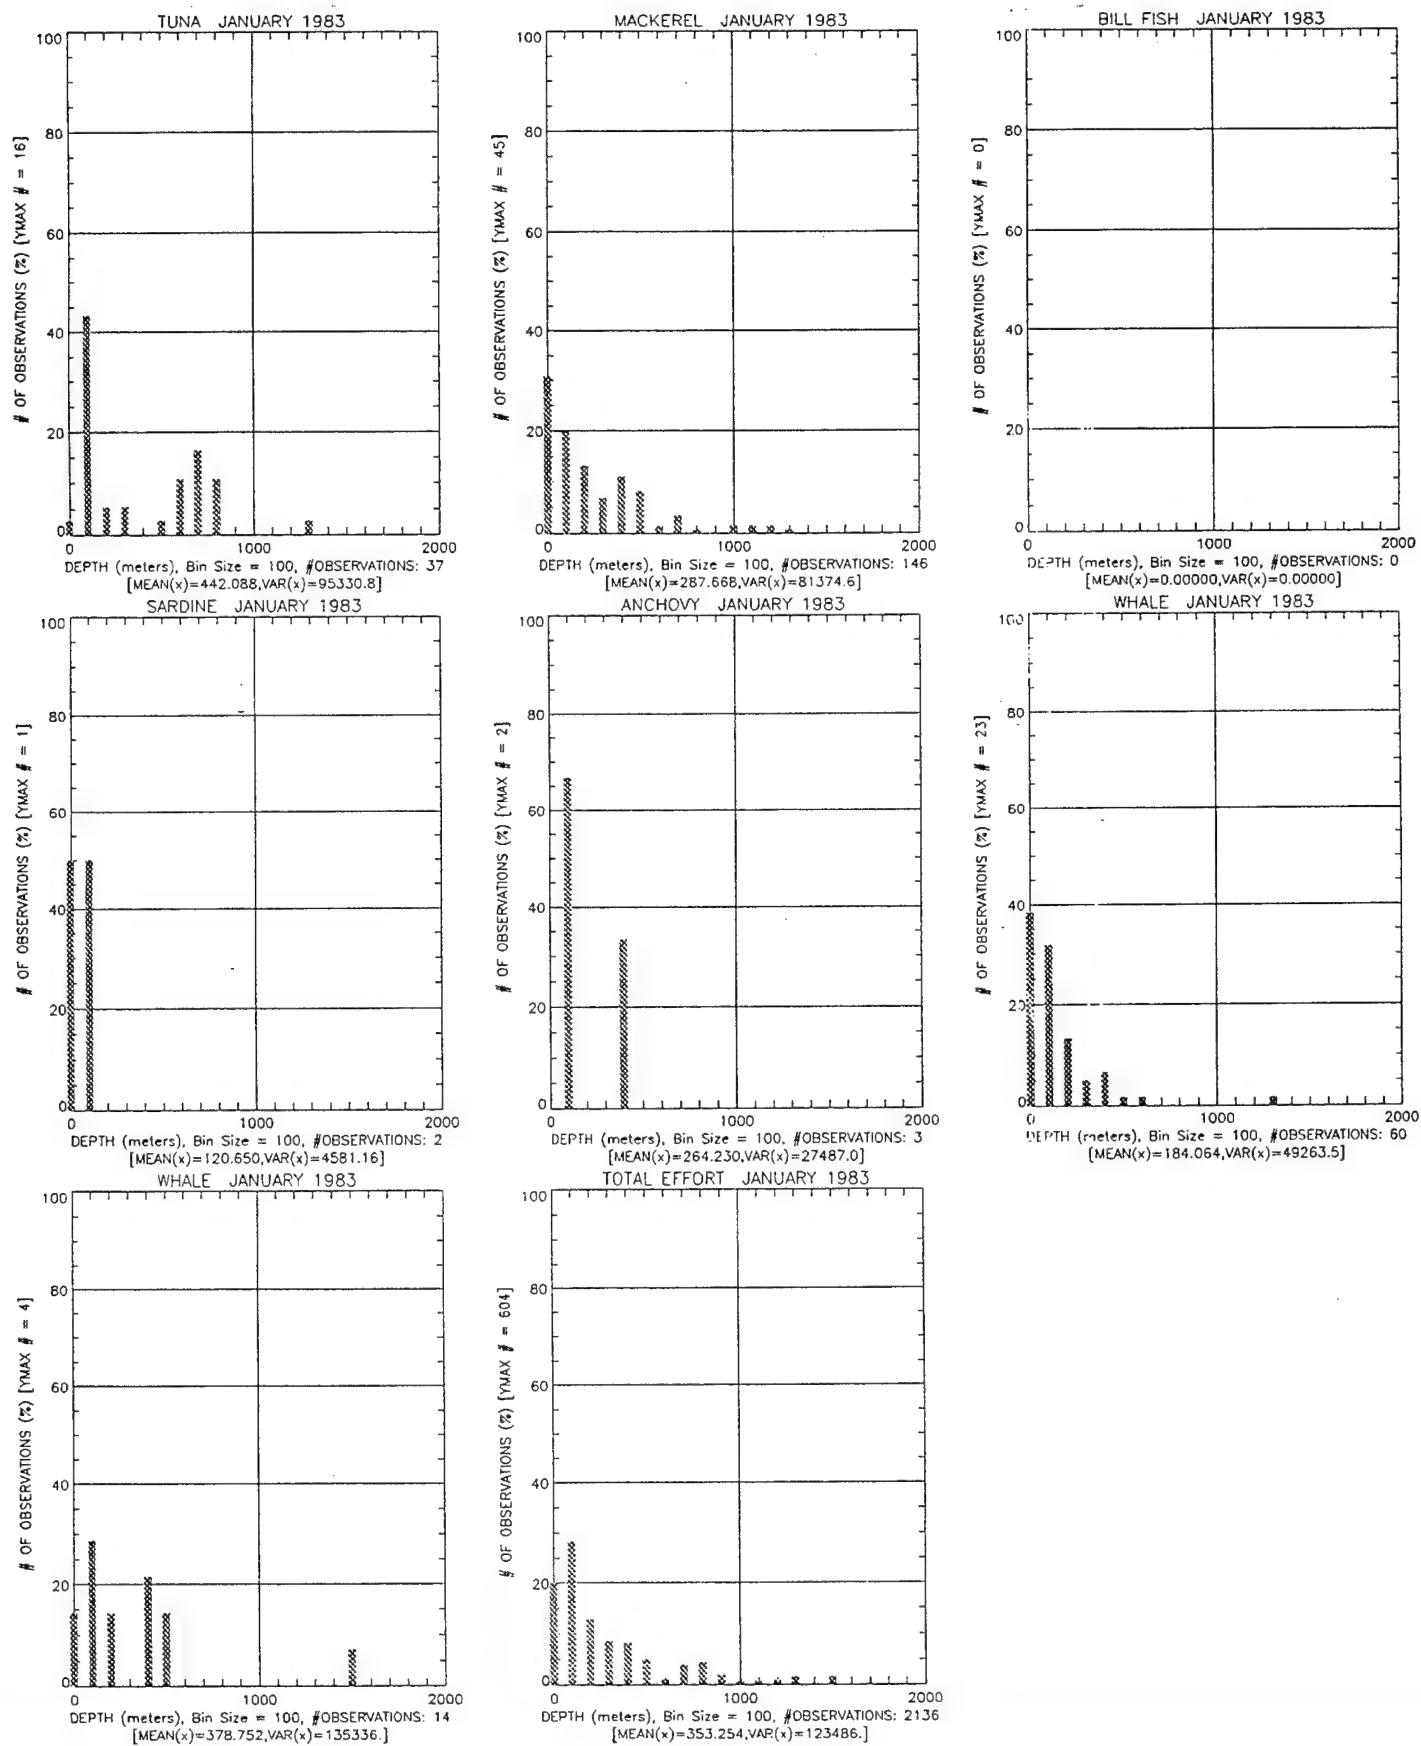 TUNA JANUARY 1983
100
80
60
40
20
0
# OF OBSERVATIONS (%) [YMAX # = 16]
0 1000 2000
DEPTH (meters), Bin Size = 100, #OBSERVATIONS: 37
[MEAN(x)=442.088,VAR(x)=95330.8]
MACKEREL JANUARY 1983
100
80
60
40
20
0
# OF OBSERVATIONS (%) [YMAX # = 45]
0 1000 2000
DEPTH (meters), Bin Size = 100, #OBSERVATIONS: 146
[MEAN(x)=287.668,VAR(x)=81374.6]
BILL FISH JANUARY 1983
100
80
60
40
20
0
# OF OBSERVATIONS (%) [YMAX # = 0]
0 1000 2000
DEPTH (meters), Bin Size = 100, #OBSERVATIONS: 0
[MEAN(x)=0.00000,VAR(x)=0.00000]
SARDINE JANUARY 1983
100
80
60
40
20
0
# OF OBSERVATIONS (%) [YMAX # = 1]
0 1000 2000
DEPTH (meters), Bin Size = 100, #OBSERVATIONS: 2
[MEAN(x)=120.650,VAR(x)=4581.16]
ANCHOVY JANUARY 1983
100
80
60
40
20
0
# OF OBSERVATIONS (%) [YMAX # = 2]
0 1000 2000
DEPTH (meters), Bin Size = 100, #OBSERVATIONS: 3
[MEAN(x)=264.230,VAR(x)=27487.0]
WHALE JANUARY 1983
100
80
60
40
20
0
# OF OBSERVATIONS (%) [YMAX # = 23]
0 1000 2000
DEPTH (meters), Bin Size = 100, #OBSERVATIONS: 60
[MEAN(x)=184.064,VAR(x)=49263.5]
WHALE JANUARY 1983
100
80
60
40
20
0
# OF OBSERVATIONS (%) [YMAX # = 4]
0 1000 2000
DEPTH (meters), Bin Size = 100, #OBSERVATIONS: 14
[MEAN(x)=378.752,VAR(x)=135336.]
TOTAL EFFORT JANUARY 1983
100
80
60
40
20
0
# OF OBSERVATIONS (%) [YMAX # = 604]
0 1000 2000
DEPTH (meters), Bin Size = 100, #OBSERVATIONS: 2136
[MEAN(x)=353.254,VAR(x)=123486.]